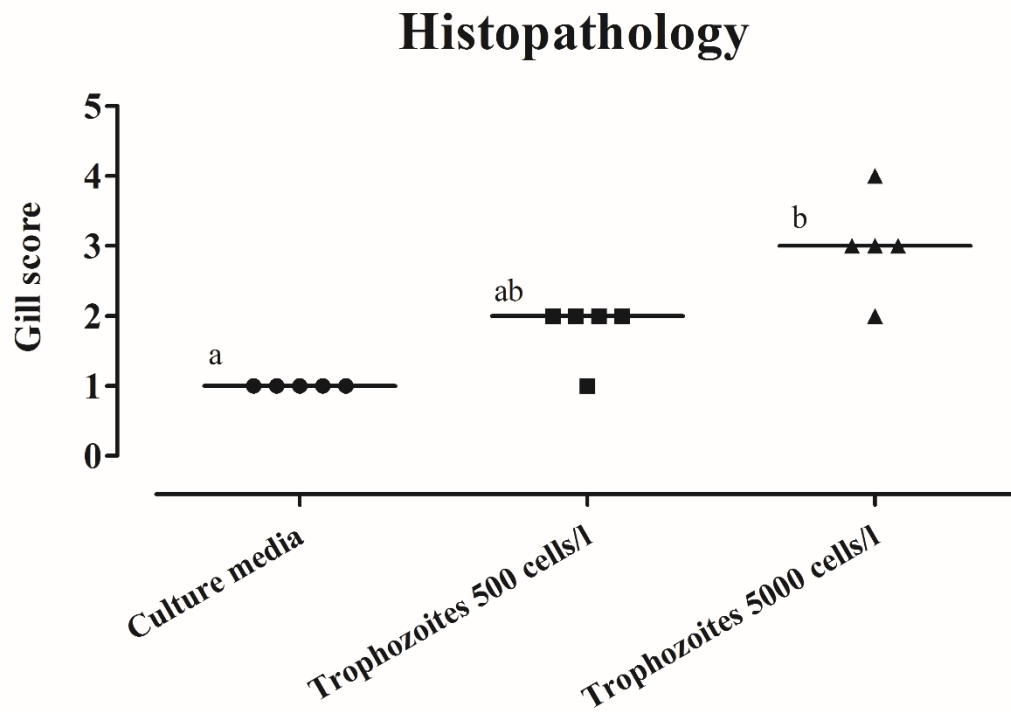 Histopathology
Gill score
5
4
3
2
1
0
a
ab
b
Culture media
Trophozoites 500 cells/l
Trophozoites 5000 cells/l